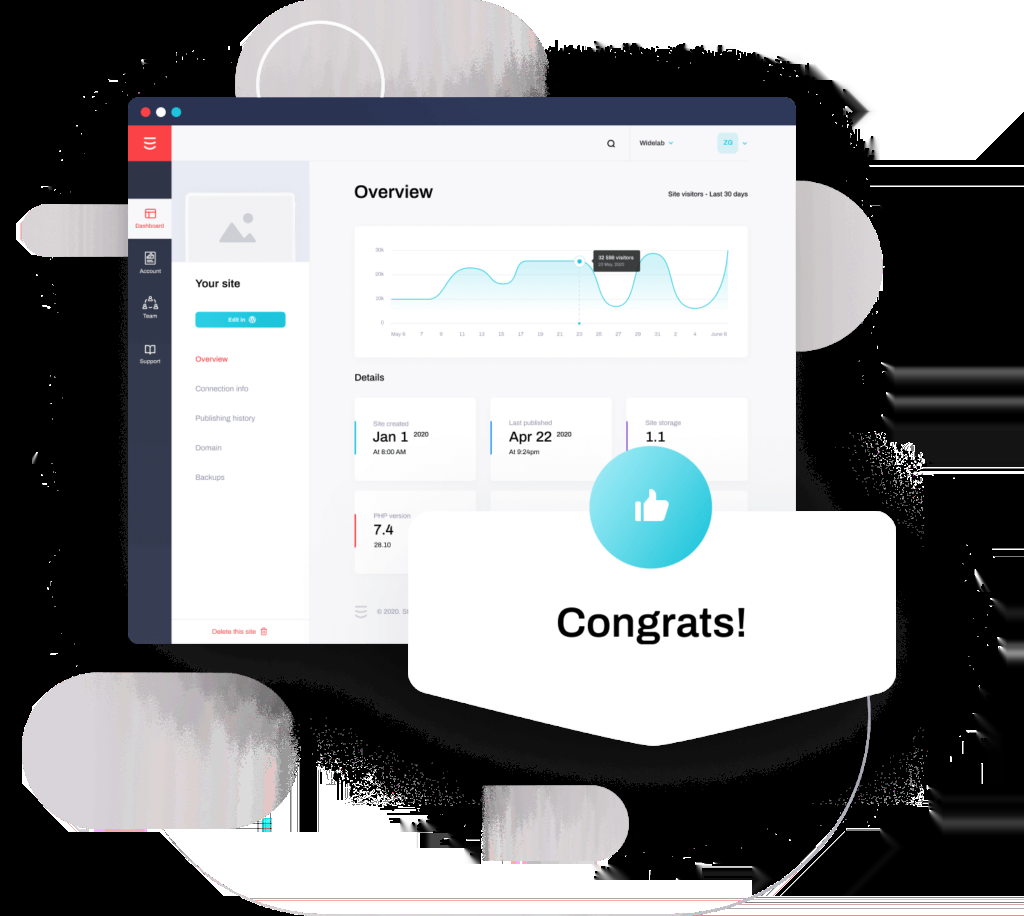 Widelab
ZG
Dashboard
Account
Team
Support
Your site
Edit in
Overview
Connection info
Publishing history
Domain
Backups
Delete this site
Overview
Site visitors - Last 30 days
20k
10k
0
32 598 visitors
23 May, 2020
May 6 7 9 11 13 15 17 19 21 23 25 27 29 31 2 4 June 6
Details
Site created
Jan 1 2020
At 8:00 AM
Last published
Apr 22 2020
At 9:24pm
Site storage
1.1
PHP version
7.4
28.10
© 2020.
Congrats!